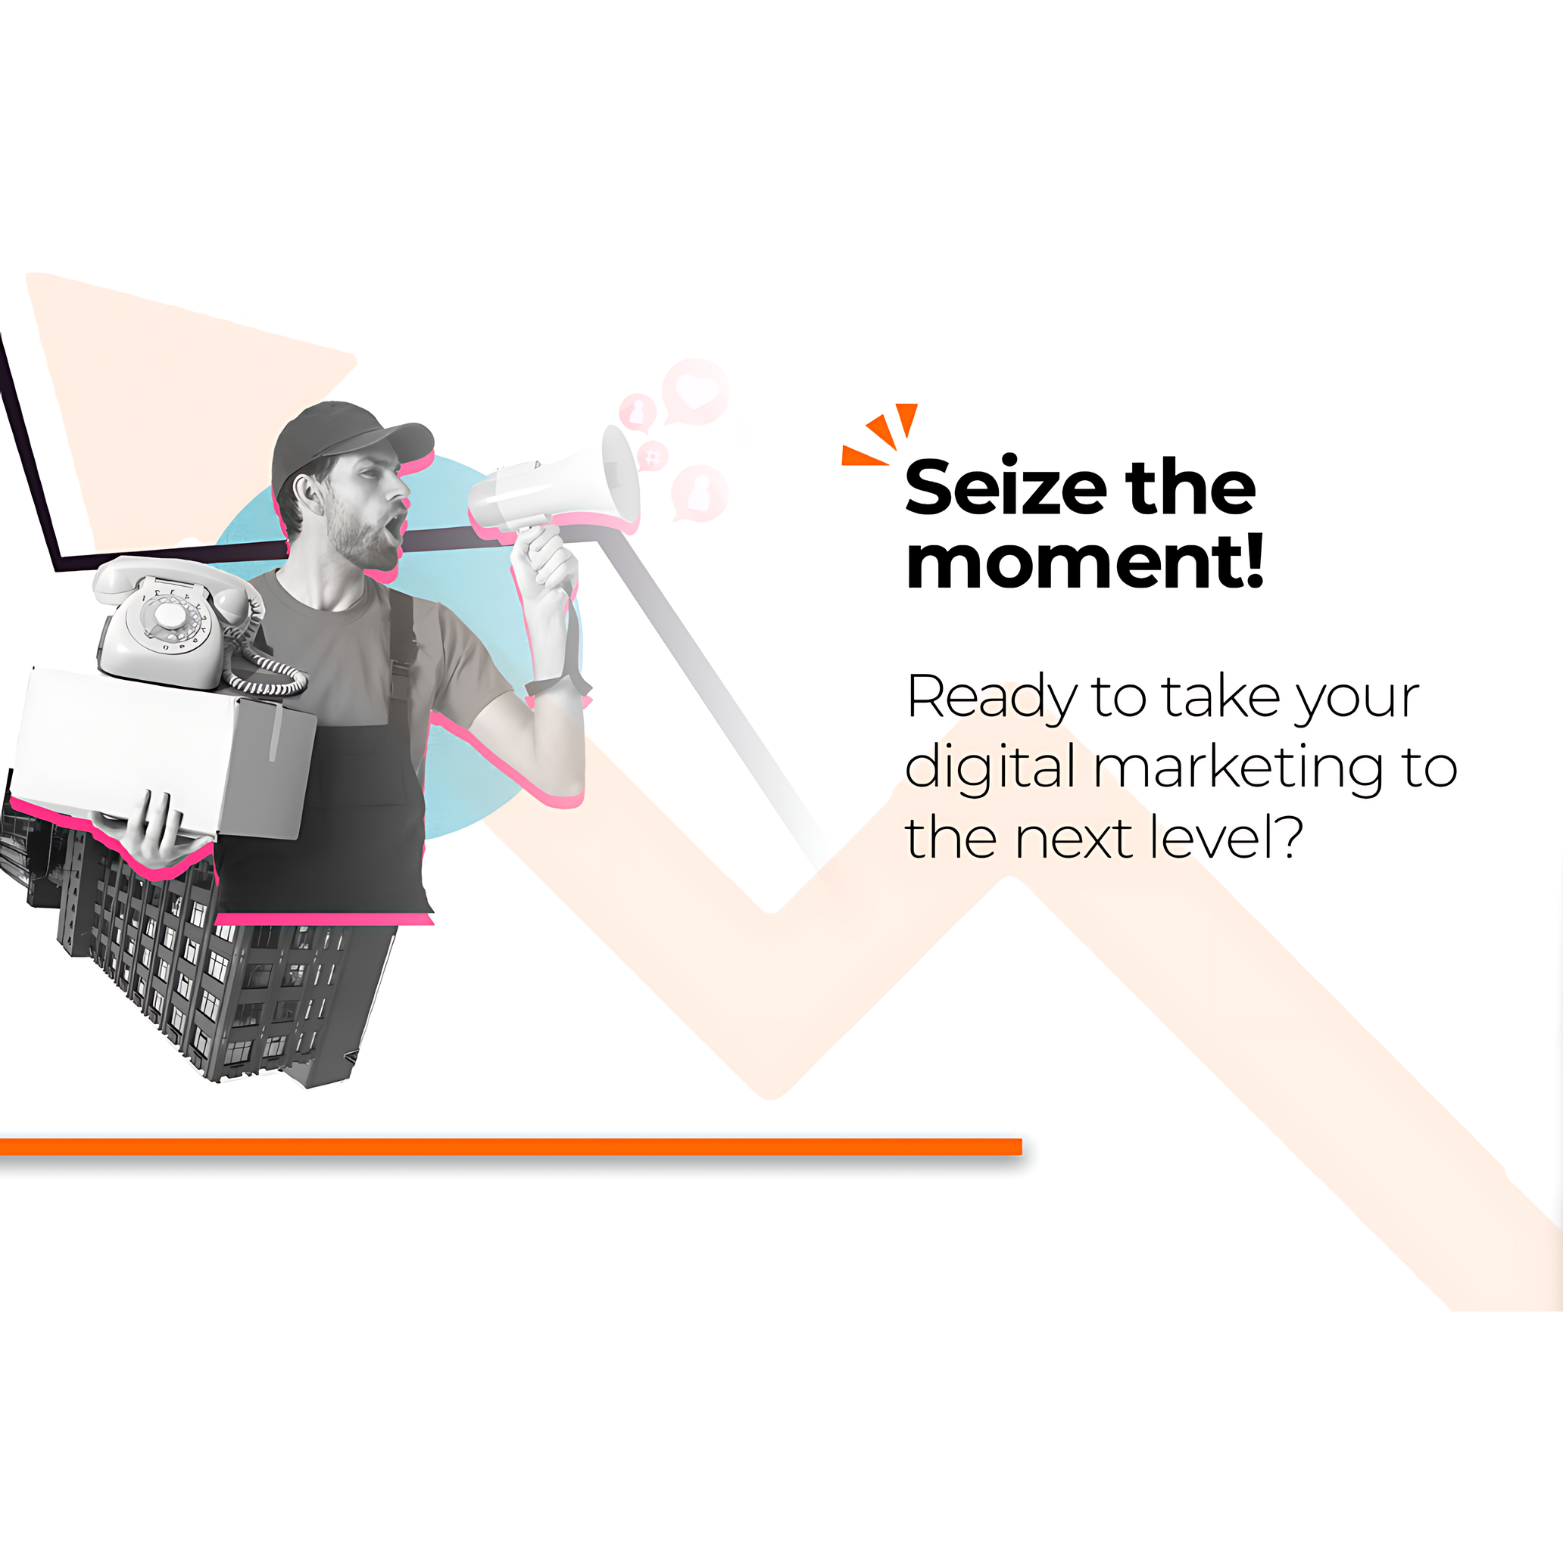 Seize the
moment!
Ready to take your
digital marketing to
the next level?